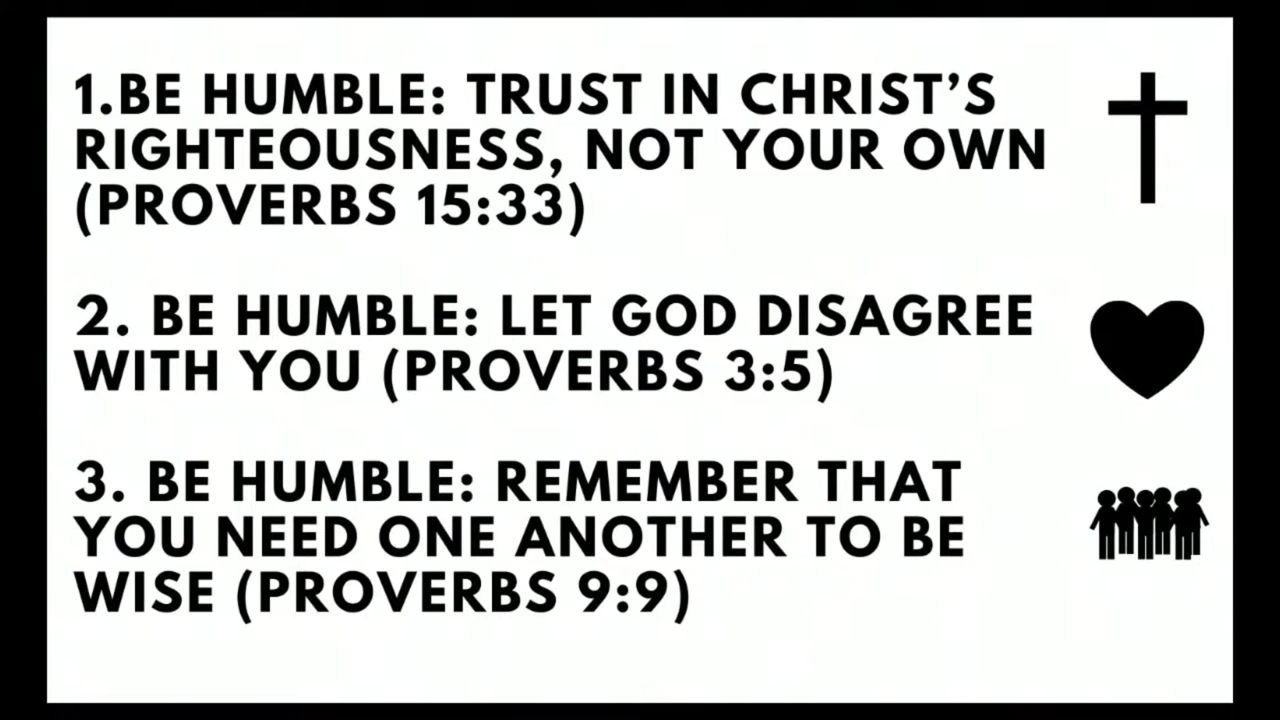 1.BE HUMBLE: TRUST IN CHRIST’S
RIGHTEOUSNESS, NOT YOUR OWN
(PROVERBS 15:33)
2. BE HUMBLE: LET GOD DISAGREE
WITH YOU (PROVERBS 3:5)
3. BE HUMBLE: REMEMBER THAT
YOU NEED ONE ANOTHER TO BE
WISE (PROVERBS 9:9)